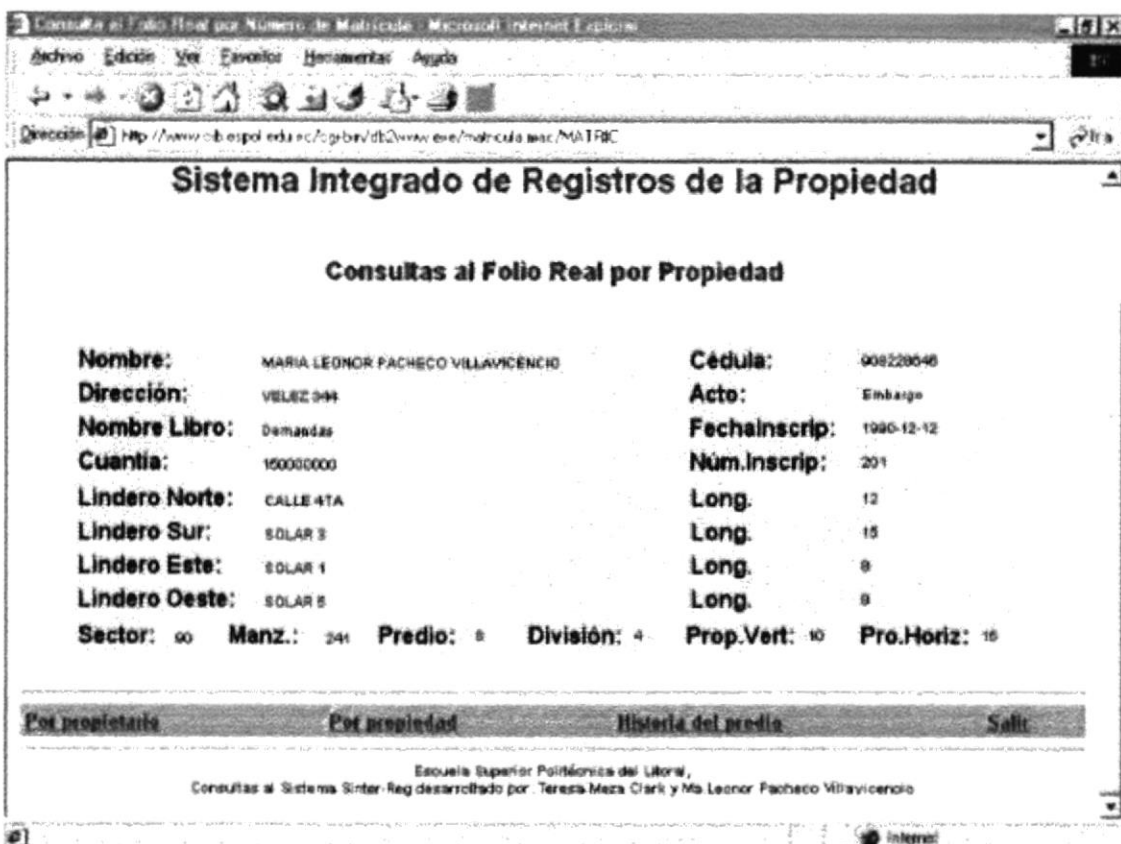 Consulta al Folio Real por Número de Matrícula - Microsoft Internet Explorer
Archivo Edición Ver Favoritos Herramientas Ayuda
Dirección Ir a
Sistema Integrado de Registros de la Propiedad
Consultas al Folio Real por Propiedad
Nombre: MARIA LEONOR PACHECO VILLAVICENCIO Cédula:
Dirección: VELEZ 344 Acto: Embargo
Nombre Libro: Demandas FechaInscrip: 1990-12-12
Cuantía: 150000000 Núm.Inscrip: 201
Lindero Norte: CALLE 4TA Long. 12
Lindero Sur: SOLAR 3 Long. 15
Lindero Este: SOLAR 1 Long.
Lindero Oeste: SOLAR 5 Long.
Sector: 90 Manz.: 241 Predio: División: 4 Prop.Vert: 10 Pro.Horiz:
Por propietario Por propiedad Historia del predio Salir
Escuela Superior Politécnica del Litoral,
Consultas al Sistema Sinter-Reg desarrollado por: Teresa Meza Clark y Ma Leonor Pacheco Villavicencio
Internet